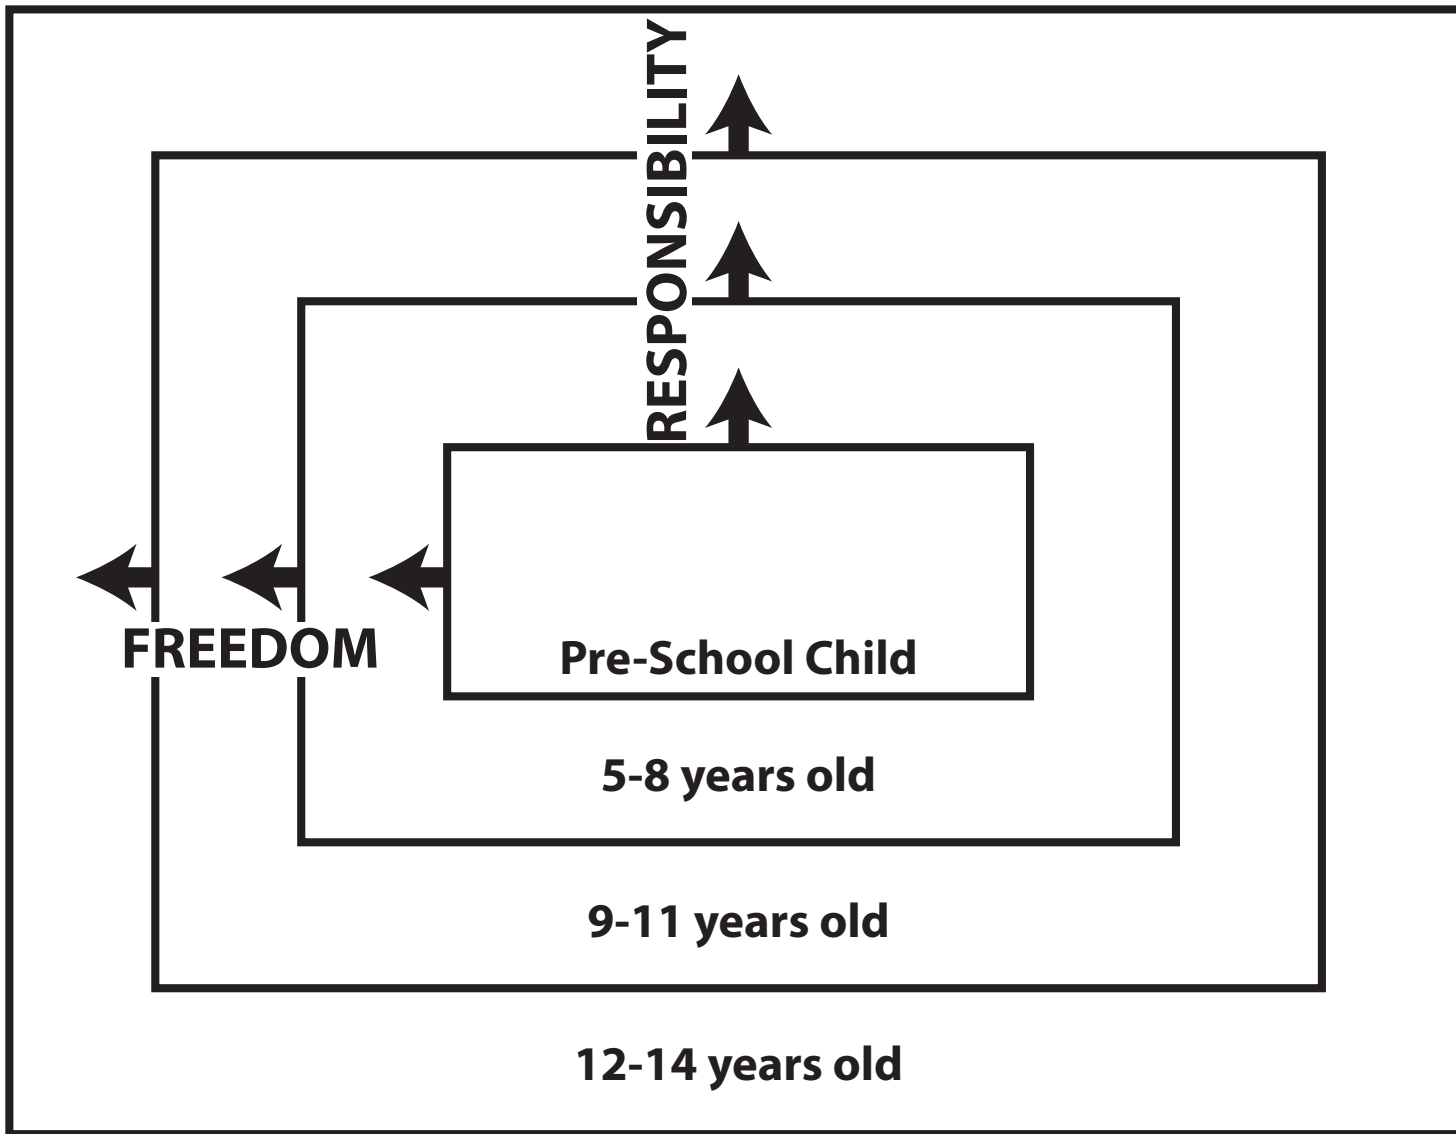 RESPONSIBILITY
FREEDOM
Pre-School Child
5-8 years old
9-11 years old
12-14 years old